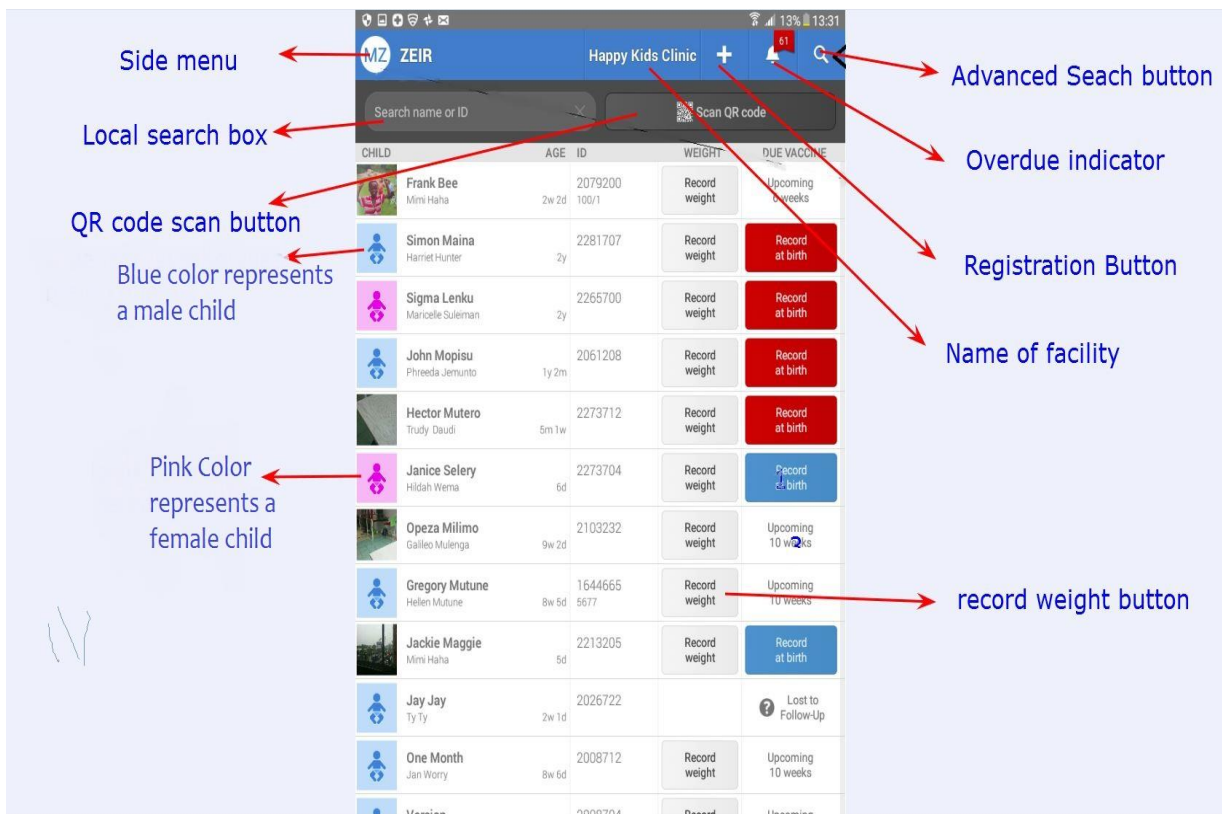 13% 13:31
Side menu
MZ ZEIR
Happy Kids Clinic
61
Advanced Seach button
Search name or ID
Scan QR code
Local search box
CHILD AGE ID WEIGHT DUE VACCINE
Overdue indicator
Frank Bee
Mimi Haha
2w 2d
2079200
100/1
Record
weight
Upcoming
6 weeks
QR code scan button
Simon Maina
Harriet Hunter
2y
2281707
Record
weight
Record
at birth
Blue color represents
a male child
Registration Button
Sigma Lenku
Maricelle Suleiman
2y
2265700
Record
weight
Record
at birth
John Mopisu
Phreeda Jemunto
1y 2m
2061208
Record
weight
Record
at birth
Name of facility
Hector Mutero
Trudy Daudi
5m 1w
2273712
Record
weight
Record
at birth
Pink Color
represents a
female child
Janice Selery
Hildah Wema
6d
2273704
Record
weight
Record
at birth
1
Opeza Milimo
Galileo Mulenga
9w 2d
2103232
Record
weight
Upcoming
10 weeks
2
Gregory Mutune
Helen Mutune
8w 5d
1644665
5677
Record
weight
Upcoming
10 weeks
record weight button
Jackie Maggie
Mimi Haha
5d
2213205
Record
weight
Record
at birth
Jay Jay
Ty Ty
2w 1d
2026722
?
Lost to
Follow-Up
One Month
Jan Worry
8w 6d
2008712
Record
weight
Upcoming
10 weeks